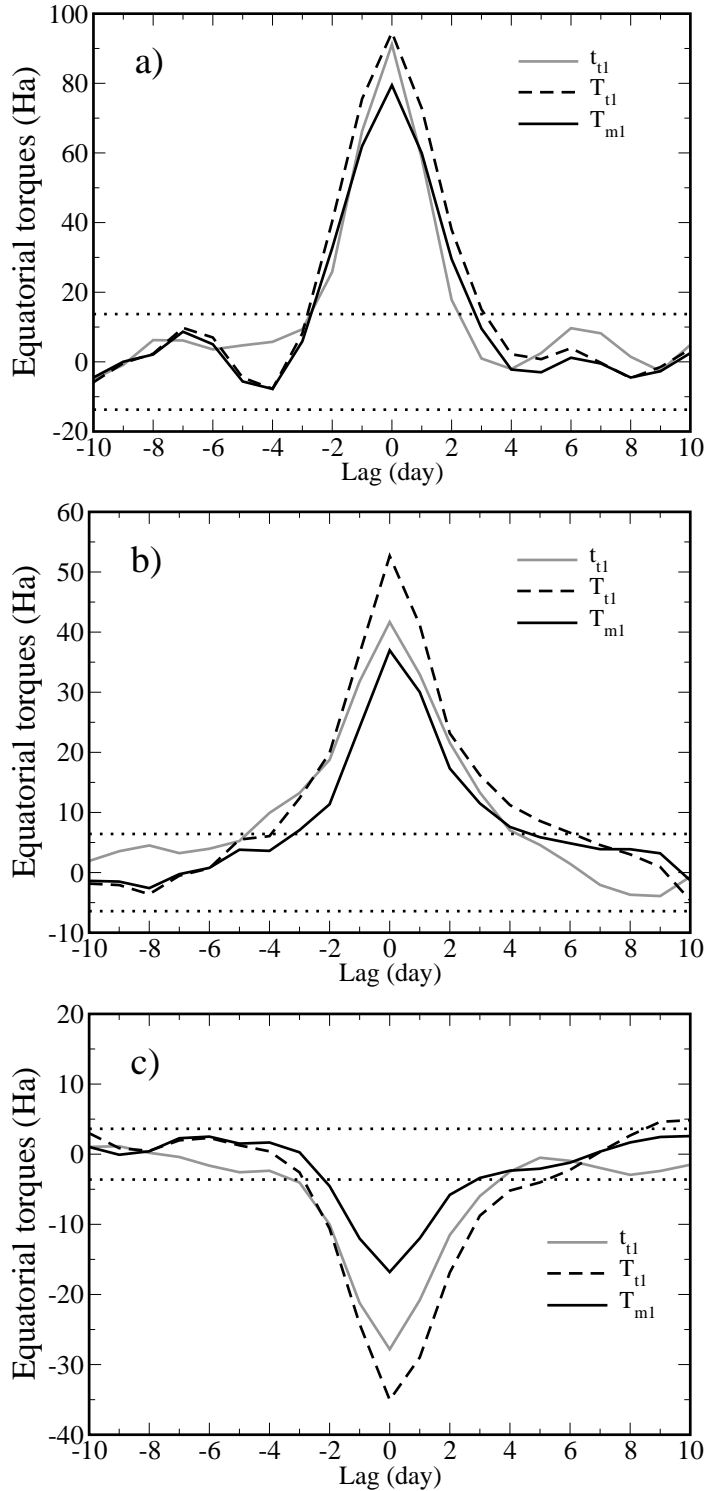 a)
t_t1
T_t1
T_m1
Equatorial torques (Ha)
100
80
60
40
20
0
-20
-10 -8 -6 -4 -2 0 2 4 6 8 10
Lag (day)
b)
t_t1
T_t1
T_m1
Equatorial torques (Ha)
60
50
40
30
20
10
0
-10
-10 -8 -6 -4 -2 0 2 4 6 8 10
Lag (day)
c)
Equatorial torques (Ha)
20
10
0
-10
-20
-30
-40
t_t1
T_t1
T_m1
-10 -8 -6 -4 -2 0 2 4 6 8 10
Lag (day)